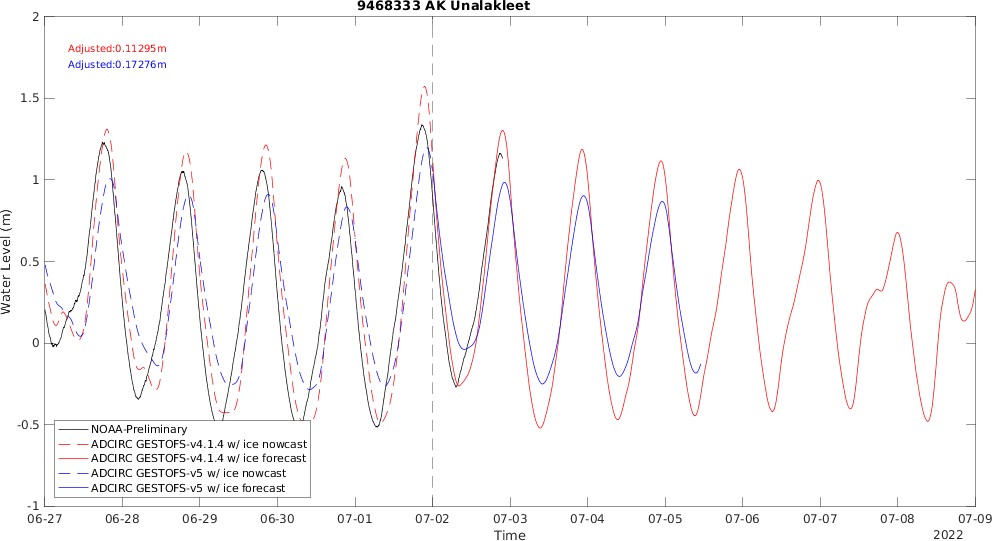 9468333 AK Unalakleet
Adjusted:0.11295m
Adjusted:0.17276m
Water Level (m)
2
1.5
1
0.5
0
-0.5
-1
NOAA-Preliminary
ADCIRC GESTOFS-v4.1.4 w/ ice nowcast
ADCIRC GESTOFS-v4.1.4 w/ ice forecast
ADCIRC GESTOFS-v5 w/ ice nowcast
ADCIRC GESTOFS-v5 w/ ice forecast
06-27 06-28 06-29 06-30 07-01 07-02 07-03 07-04 07-05 07-06 07-07 07-08 07-09
Time
2022